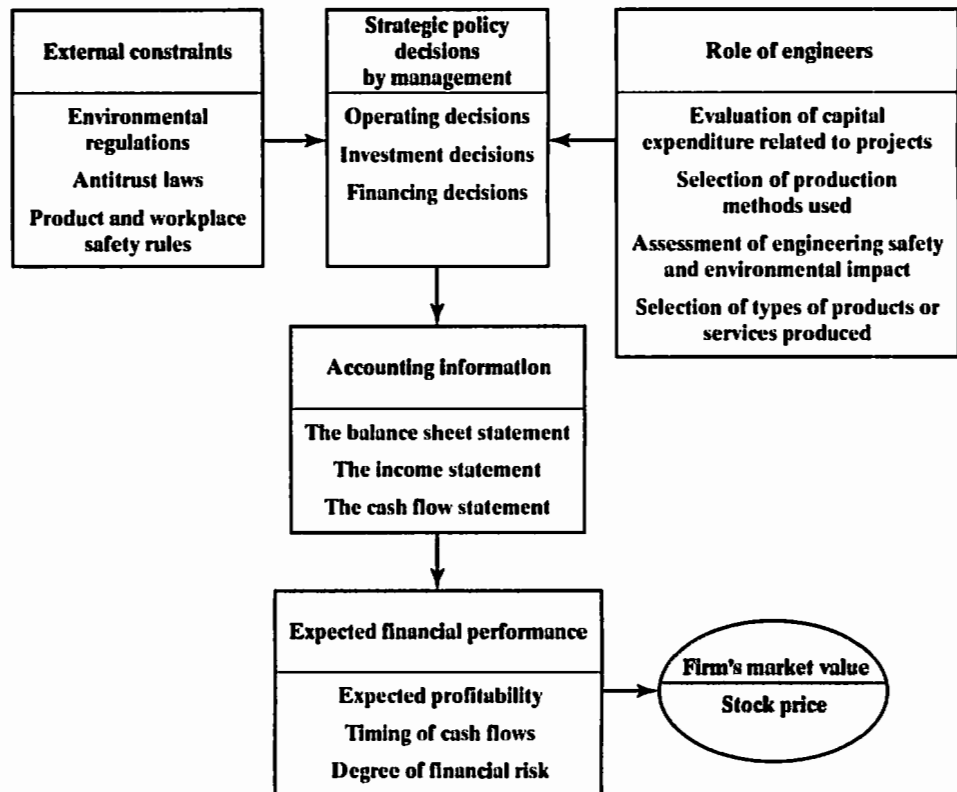 External constraints
Environmental
regulations
Antitrust laws
Product and workplace
safety rules
Strategic policy
decisions
by management
Operating decisions
Investment decisions
Financing decisions
Role of engineers
Evaluation of capital
expenditure related to projects
Selection of production
methods used
Assessment of engineering safety
and environmental impact
Selection of types of products or
services produced
Accounting information
The balance sheet statement
The income statement
The cash flow statement
Expected financial performance
Expected profitability
Timing of cash flows
Degree of financial risk
Firm's market value
Stock price